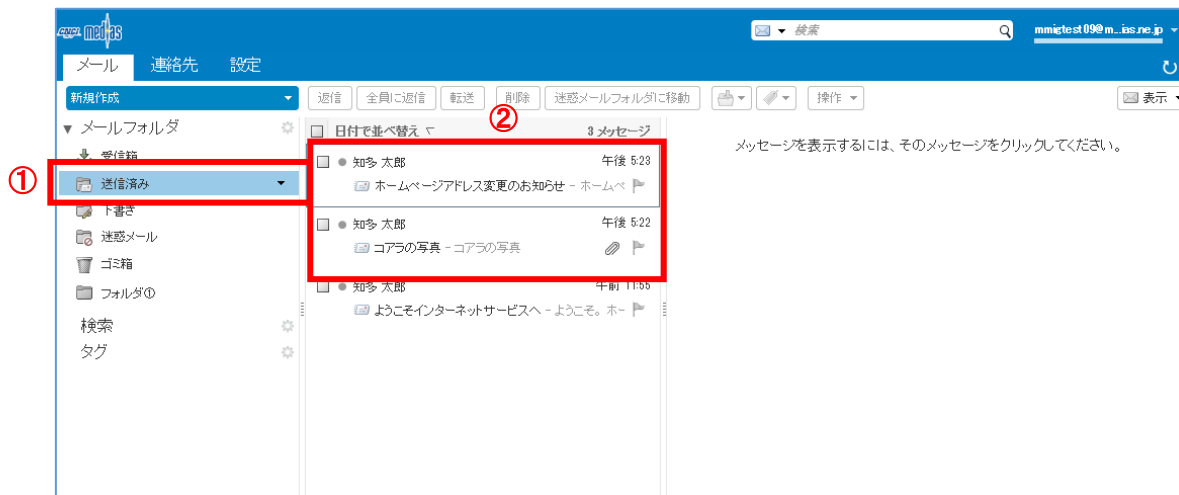 CNCI medias
検索
mmigtest09@m...ias.ne.jp
メール 連絡先 設定
新規作成
返信 全員に返信 転送 削除 迷惑メールフォルダに移動 操作 表示
②
メールフォルダ
日付で並べ替え 3 メッセージ
受信箱
①
送信済み
下書き
迷惑メール
ゴミ箱
フォルダ①
検索
タグ
知多 太郎 午後 5:23
ホームページアドレス変更のお知らせ - ホームペ
知多 太郎 午後 5:22
コアラの写真 - コアラの写真
知多 太郎 午前 11:55
ようこそインターネットサービスへ - ようこそ。ホー
メッセージを表示するには、そのメッセージをクリックしてください。